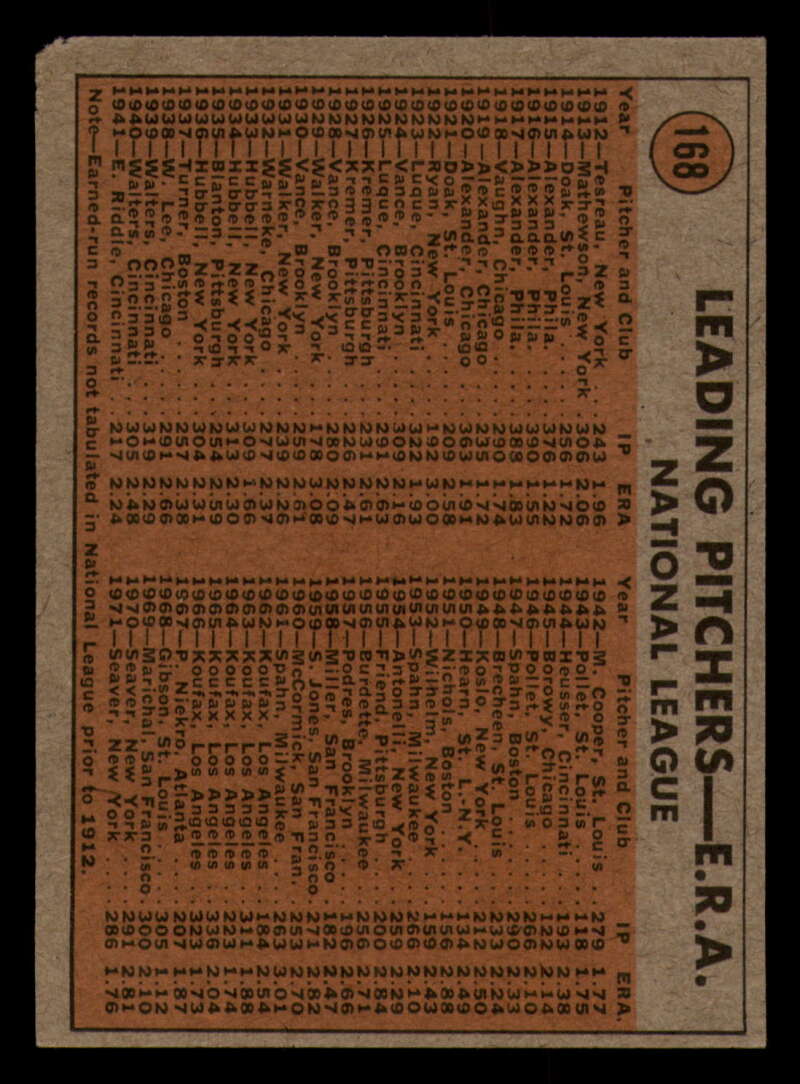 168
LEADING PITCHERS—E.R.A.
NATIONAL LEAGUE
Year Pitcher and Club IP ERA
1912—Tesreau, New York ... 243 1.96
1913—Mathewson, New York . 306 2.06
1914—Doak, St. Louis ... 256 1.72
1915—Alexander, Phila. ... 376 1.22
1916—Alexander, Phila. ... 390 1.55
1917—Alexander, Phila. ... 388 1.83
1918—Vaughn, Chicago ... 290 1.74
1919—Alexander, Chicago ... 235 1.72
1920—Alexander, Chicago ... 363 1.91
1921—Doak, St. Louis ... 209 2.58
1922—Ryan, New York ... 192 3.00
1923—Luque, Cincinnati ... 322 1.93
1924—Vance, Brooklyn ... 309 2.16
1925—Luque, Cincinnati ... 291 2.63
1926—Kremer, Pittsburgh ... 231 2.61
1927—Kremer, Pittsburgh ... 226 2.47
1928—Vance, Brooklyn ... 280 2.09
1929—Walker, New York ... 178 3.08
1930—Vance, Brooklyn ... 259 2.61
1931—Walker, New York ... 239 2.26
1932—Warneke, Chicago ... 277 2.37
1933—Hubbell, New York ... 309 1.66
1934—Hubbell, New York ... 313 2.30
1935—Blanton, Pittsburgh ... 254 2.59
1936—Hubbell, New York ... 304 2.31
1937—Turner, Boston ... 257 2.38
1938—W. Lee, Chicago ... 291 2.66
1939—Walters, Cincinnati ... 319 2.29
1940—Walters, Cincinnati ... 305 2.48
1941—E. Riddle, Cincinnati ... 217 2.24
Year Pitcher and Club IP ERA.
1942—M. Cooper, St. Louis ... 279 1.77
1943—Pollet, St. Louis ... 118 1.75
1944—Heusser, Cincinnati ... 193 2.38
1945—Borowy, Chicago ... 122 2.14
1946—Pollet, St. Louis ... 266 2.10
1947—Spahn, Boston ... 290 2.33
1948—Brecheen, St. Louis ... 233 2.24
1949—Koslo, New York ... 212 2.50
1950—Hearn, St. L.-N.Y. ... 134 2.49
1951—Nichols, Boston ... 156 2.88
1952—Wilhelm, New York ... 159 2.43
1953—Spahn, Milwaukee ... 266 2.10
1954—Antonelli, New York ... 259 2.29
1955—Friend, Pittsburgh ... 200 2.84
1956—Burdette, Milwaukee ... 256 2.71
1957—Podres, Brooklyn ... 196 2.66
1958—Miller, San Francisco ... 182 2.47
1959—S. Jones, San Francisco. 271 2.82
1960—McCormick, San Fran. . 253 2.70
1961—Spahn, Milwaukee ... 263 3.01
1962—Koufax, Los Angeles ... 184 2.54
1963—Koufax, Los Angeles ... 311 1.88
1964—Koufax, Los Angeles ... 223 1.74
1965—Koufax, Los Angeles ... 336 2.04
1966—Koufax, Los Angeles ... 323 1.73
1967—P. Niekro, Atlanta ... 207 1.87
1968—Gibson, St. Louis ... 305 1.12
1969—Marichal, San Francisco. 300 2.10
1970—Seaver, New York ... 291 2.81
1971—Seaver, New York ... 286 1.76
Note—Earned-run records not tabulated in National League prior to 1912.